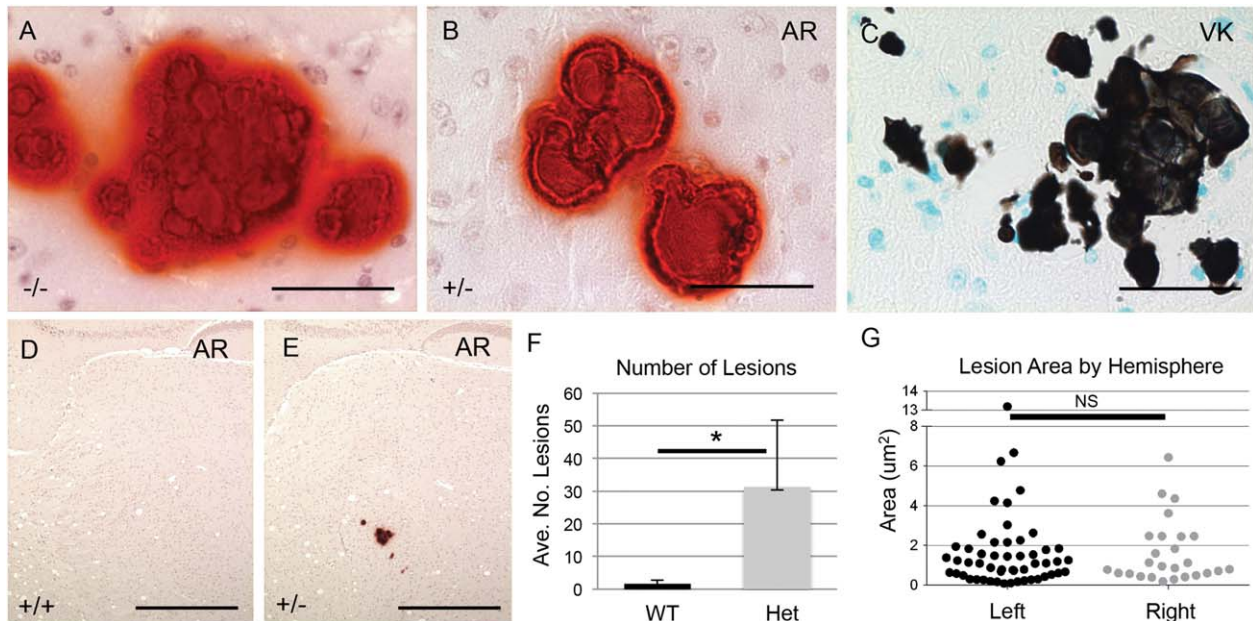 A
-/-
B
AR
+/-
C
VK
D
AR
+/+
E
AR
+/-
F
Number of Lesions
Ave. No. Lesions
60
50
40
30
20
10
0
*
WT
Het
G
Lesion Area by Hemisphere
NS
Area (um²)
14
13
8
6
4
2
0
Left
Right